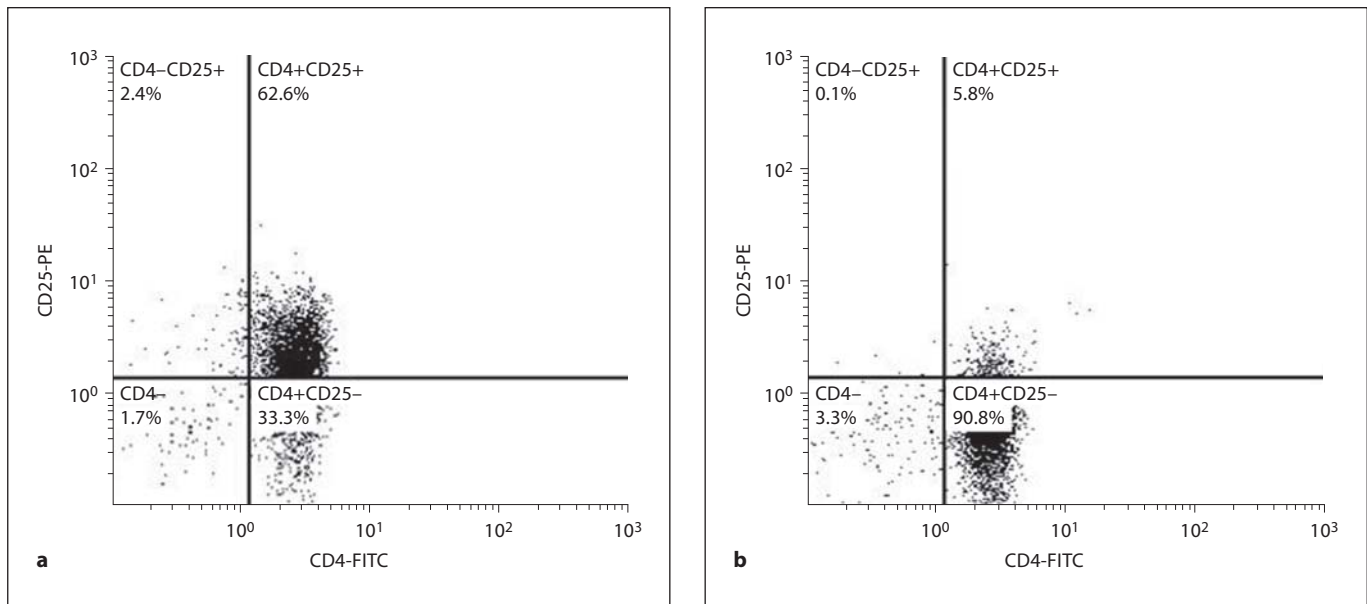 10³
10²
10¹
10⁰
CD25-PE
CD4–CD25+
2.4%
CD4+CD25+
62.6%
CD4–
1.7%
CD4+CD25–
33.3%
10⁰
10¹
10²
10³
CD4-FITC
a
10³
10²
10¹
10⁰
CD25-PE
CD4–CD25+
0.1%
CD4+CD25+
5.8%
CD4–
3.3%
CD4+CD25–
90.8%
10⁰
10¹
10²
10³
CD4-FITC
b